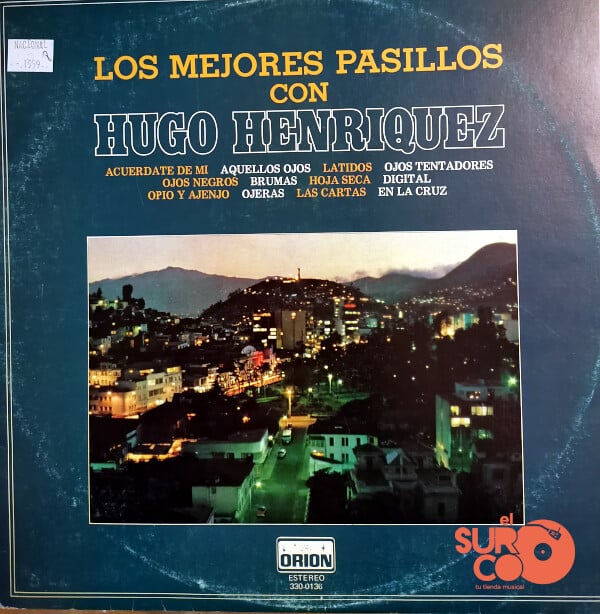 NACIONAL
LOS MEJORES PASILLOS
CON
HUGO HENRIQUEZ
ACUERDATE DE MI AQUELLOS OJOS LATIDOS OJOS TENTADORES
OJOS NEGROS BRUMAS HOJA SECA DIGITAL
OPIO Y AJENJO OJERAS LAS CARTAS EN LA CRUZ
ORION
ESTEREO
330-0136
el
SURCO
tu tienda musical